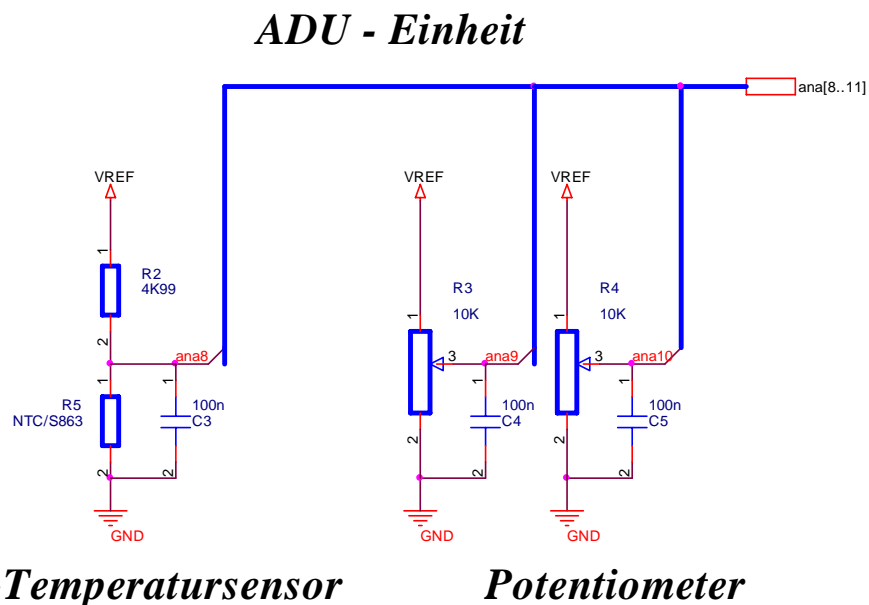 ADU - Einheit
ana[8..11]
VREF
VREF
VREF
1
R2
4K99
2
ana8
1
R5
NTC/S863
2
1
100n
C3
2
GND
1
R3
10K
3
ana9
2
1
100n
C4
2
GND
1
R4
10K
3
ana10
2
1
100n
C5
2
GND
-Temperatursensor
Potentiometer